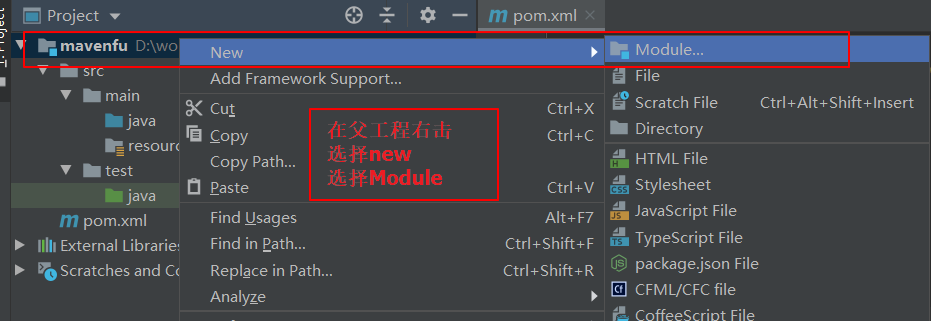 Project
pom.xml
mavenfu D:\wo
src
main
java
resour
test
java
pom.xml
External Libraries
Scratches and Co
New
Add Framework Support...
Cut Ctrl+X
Copy Ctrl+C
Copy Path...
Paste Ctrl+V
Find Usages Alt+F7
Find in Path... Ctrl+Shift+F
Replace in Path... Ctrl+Shift+R
Analyze
在父工程右击
选择new
选择Module
Module...
File
Scratch File Ctrl+Alt+Shift+Insert
Directory
HTML File
Stylesheet
JavaScript File
TypeScript File
package.json File
CFML/CFC file
CoffeeScript File